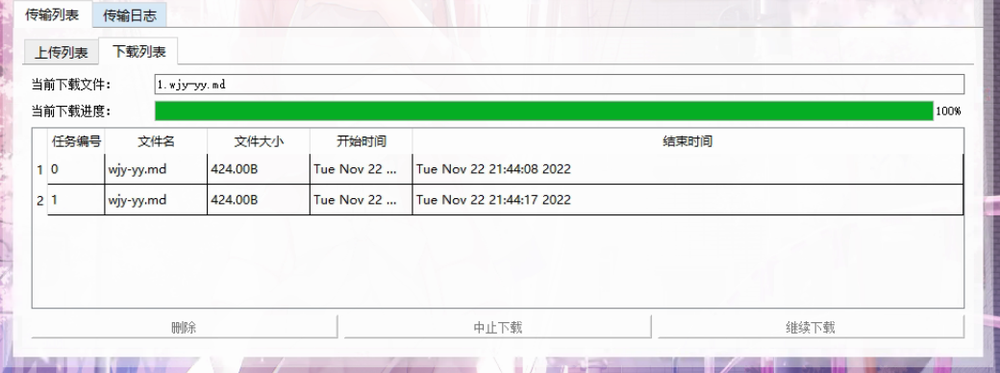 传输列表 传输日志
上传列表 下载列表
当前下载文件： 1.wjy-yy.md
当前下载进度： 100%
任务编号 文件名 文件大小 开始时间 结束时间
1 0 wjy-yy.md 424.00B Tue Nov 22 ... Tue Nov 22 21:44:08 2022
2 1 wjy-yy.md 424.00B Tue Nov 22 ... Tue Nov 22 21:44:17 2022
删除 中止下载 继续下载